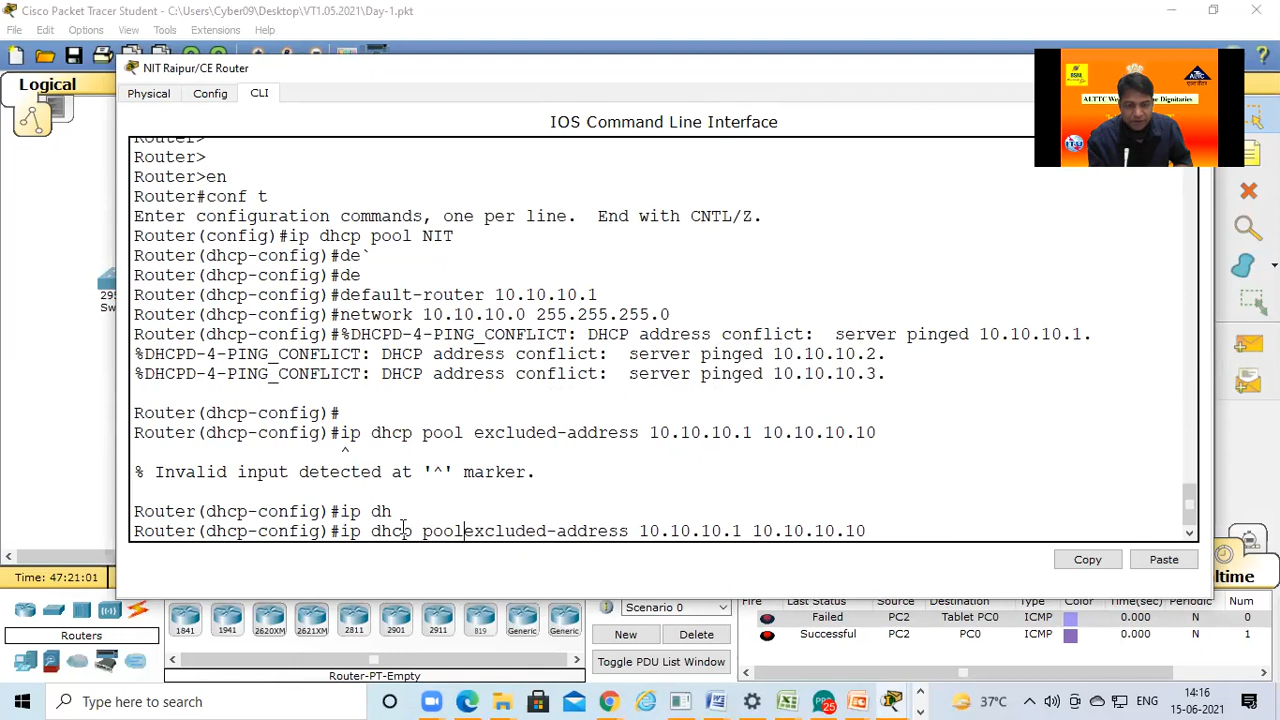 Cisco Packet Tracer Student - C:\Users\Cyber09\Desktop\VT1.05.2021\Day-1.pkt
File Edit Options View Tools Extensions Help
Logical
NIT Raipur/CE Router
Physical Config CLI
IOS Command Line Interface
Router>
Router>
Router>en
Router#conf t
Enter configuration commands, one per line.  End with CNTL/Z.
Router(config)#ip dhcp pool NIT
Router(dhcp-config)#de`
Router(dhcp-config)#de
Router(dhcp-config)#default-router 10.10.10.1
Router(dhcp-config)#network 10.10.10.0 255.255.255.0
Router(dhcp-config)#%DHCPD-4-PING_CONFLICT: DHCP address conflict:  server pinged 10.10.10.1.
%DHCPD-4-PING_CONFLICT: DHCP address conflict:  server pinged 10.10.10.2.
%DHCPD-4-PING_CONFLICT: DHCP address conflict:  server pinged 10.10.10.3.
Router(dhcp-config)#
Router(dhcp-config)#ip dhcp pool excluded-address 10.10.10.1 10.10.10.10
^
% Invalid input detected at '^' marker.
Router(dhcp-config)#ip dh
Router(dhcp-config)#ip dhcp poolexcluded-address 10.10.10.1 10.10.10.10
Copy Paste
BSNL
ALTTC
ALTTC We
Dignitaries
295
Sw
Time: 47:21:01
ltime
Routers
1841 1941 2620XM 2621XM 2811 2901 2911 819 Generic Generic
Router-PT-Empty
Scenario 0
New Delete
Toggle PDU List Window
Fire Last Status Source Destination Type Color Time(sec) Periodic Num
Failed PC2 Tablet PC0 ICMP 0.000 N 0
Successful PC2 PC0 ICMP 0.000 N 1
Type here to search
25
37°C
ENG
14:16
15-06-2021